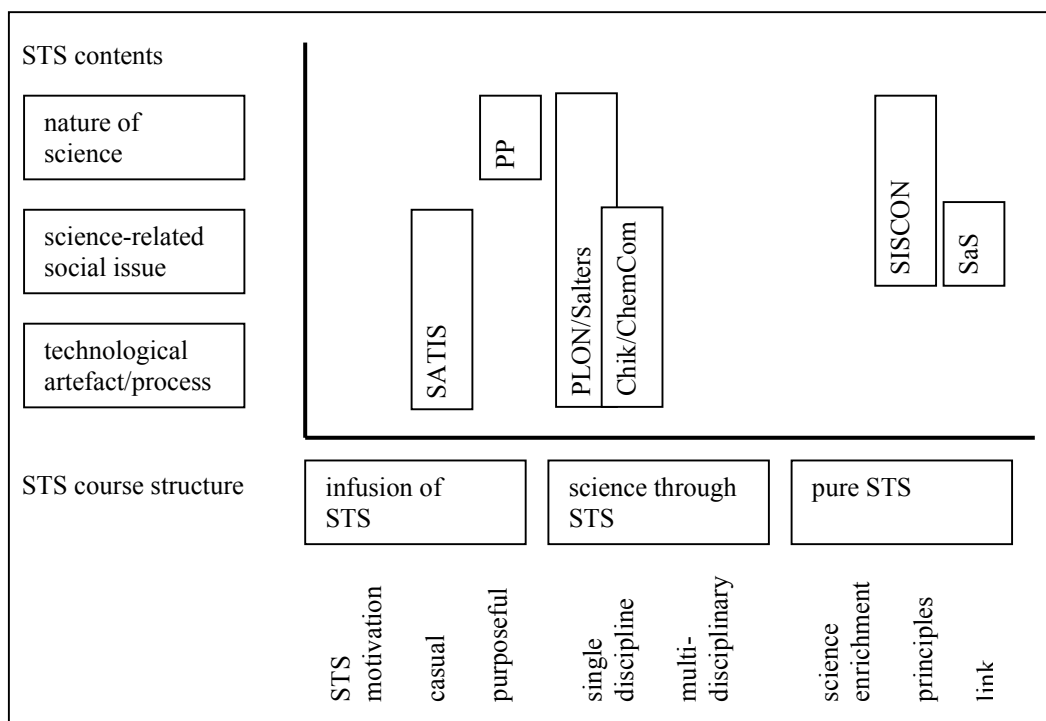 STS contents
nature of
science
science-related
social issue
technological
artefact/process
SATIS
PP
PLON/Salters
Chik/ChemCom
SISCON
SaS
STS course structure
infusion of
STS
science through
STS
pure STS
STS
motivation
casual
purposeful
single
discipline
multi-
disciplinary
science
enrichment
principles
link